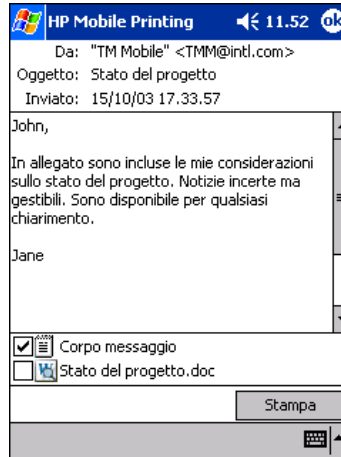 HP Mobile Printing 11.52 ok
Da: "TM Mobile" <TMM@intl.com>
Oggetto: Stato del progetto
Inviato: 15/10/03 17.33.57
John,
In allegato sono incluse le mie considerazioni
sullo stato del progetto. Notizie incerte ma
gestibili. Sono disponibile per qualsiasi
chiarimento.
Jane
Corpo messaggio
Stato del progetto.doc
Stampa